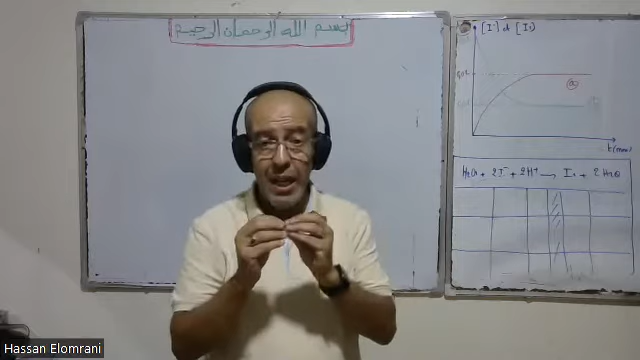 بسم الله الرحمان الرحيم
[I⁻] et [I₂]
t(min)
H₂O₂ + 2I⁻ + 2H⁺ → I₂ + 2H₂O
Hassan Elomrani